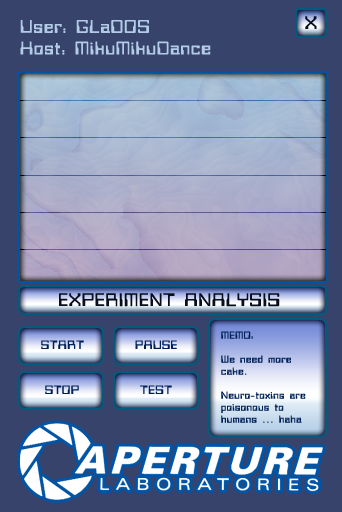 User: GLaDOS
X
Host: MikuMikuDance
EXPERIMENT ANALYSIS
START
PAUSE
STOP
TEST
MEMO:
We need more
cake.
Neuro-toxins are
poisonous to
humans ... haha
APERTURE
LABORATORIES